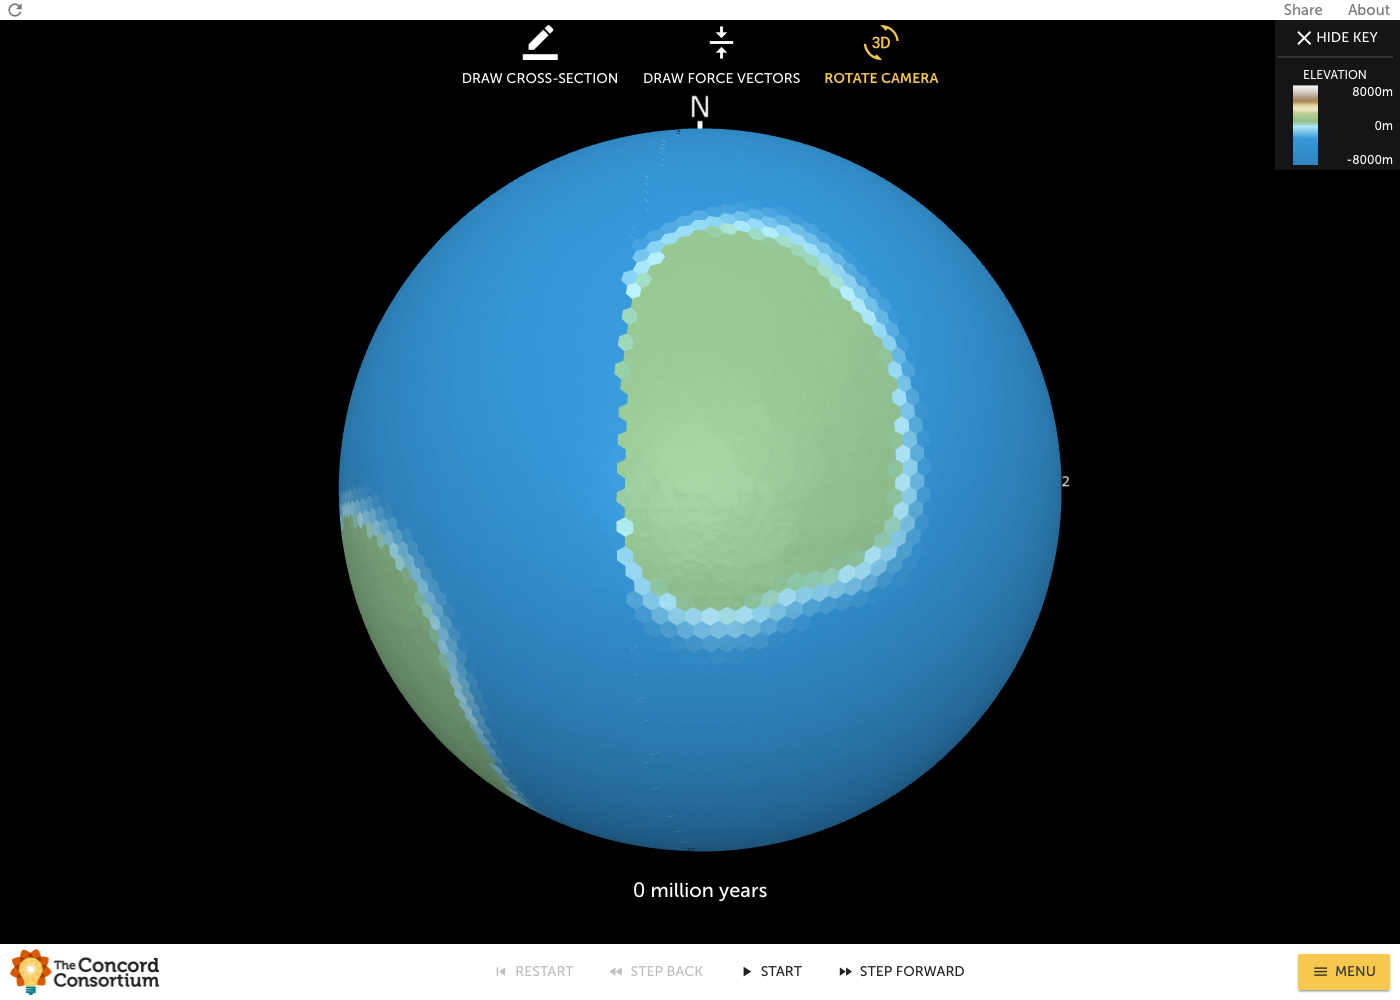 Share About
DRAW CROSS-SECTION DRAW FORCE VECTORS 3D ROTATE CAMERA
HIDE KEY
ELEVATION
8000m
0m
-8000m
N
2
0 million years
The Concord Consortium
RESTART STEP BACK START STEP FORWARD MENU